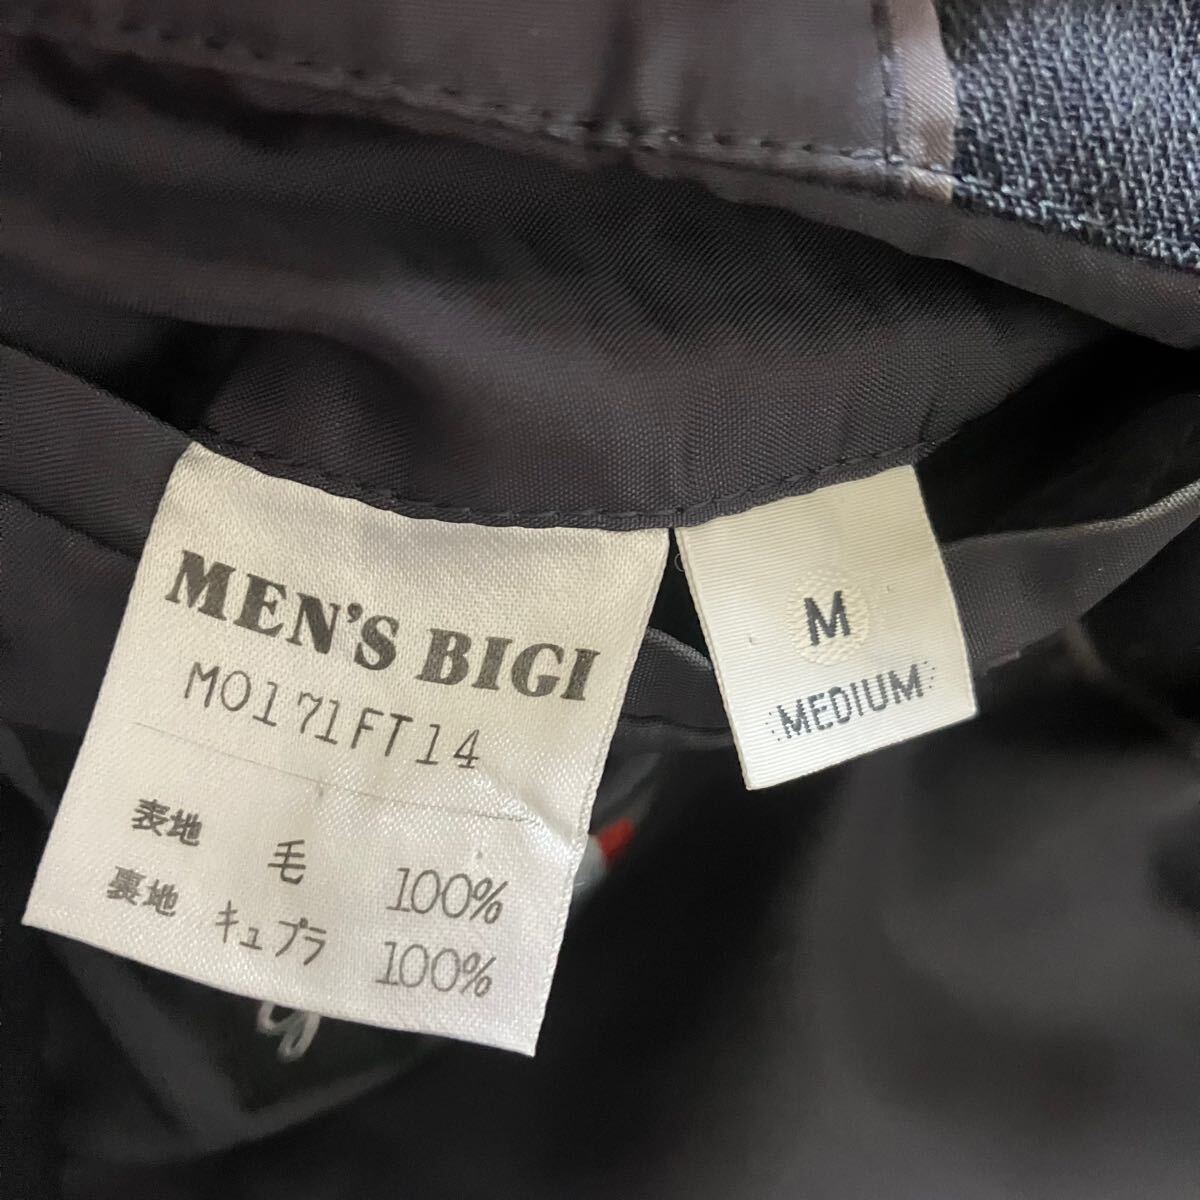 MEN'S BIGI
M0171FT14
表地 毛 100%
裏地 キュプラ 100%
M
MEDIUM